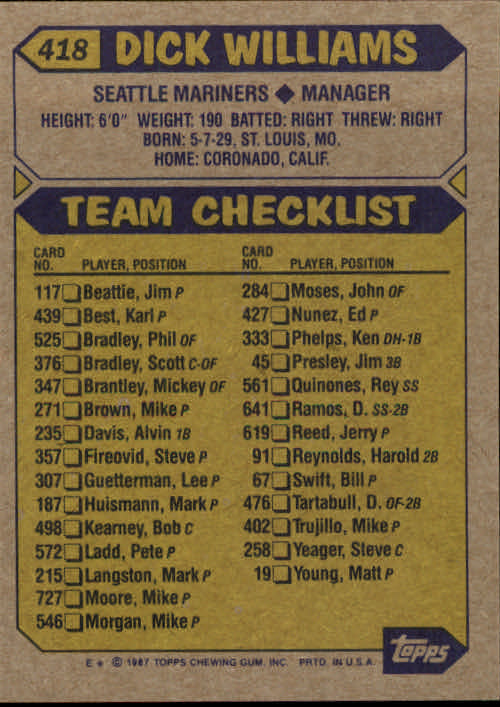 418 DICK WILLIAMS
SEATTLE MARINERS ◆ MANAGER
HEIGHT: 6'0" WEIGHT: 190 BATTED: RIGHT THREW: RIGHT
BORN: 5-7-29, ST. LOUIS, MO.
HOME: CORONADO, CALIF.
TEAM CHECKLIST
CARD
NO. PLAYER, POSITION
117 Beattie, Jim P
439 Best, Karl P
525 Bradley, Phil OF
376 Bradley, Scott C-OF
347 Brantley, Mickey OF
271 Brown, Mike P
235 Davis, Alvin 1B
357 Fireovid, Steve P
307 Guetterman, Lee P
187 Huismann, Mark P
498 Kearney, Bob C
572 Ladd, Pete P
215 Langston, Mark P
727 Moore, Mike P
546 Morgan, Mike P
CARD
NO. PLAYER, POSITION
284 Moses, John OF
427 Nunez, Ed P
333 Phelps, Ken DH-1B
45 Presley, Jim 3B
561 Quinones, Rey SS
641 Ramos, D. SS-2B
619 Reed, Jerry P
91 Reynolds, Harold 2B
67 Swift, Bill P
476 Tartabull, D. OF-2B
402 Trujillo, Mike P
258 Yeager, Steve C
19 Young, Matt P
E * © 1987 TOPPS CHEWING GUM, INC. PRTD. IN U.S.A.
topps